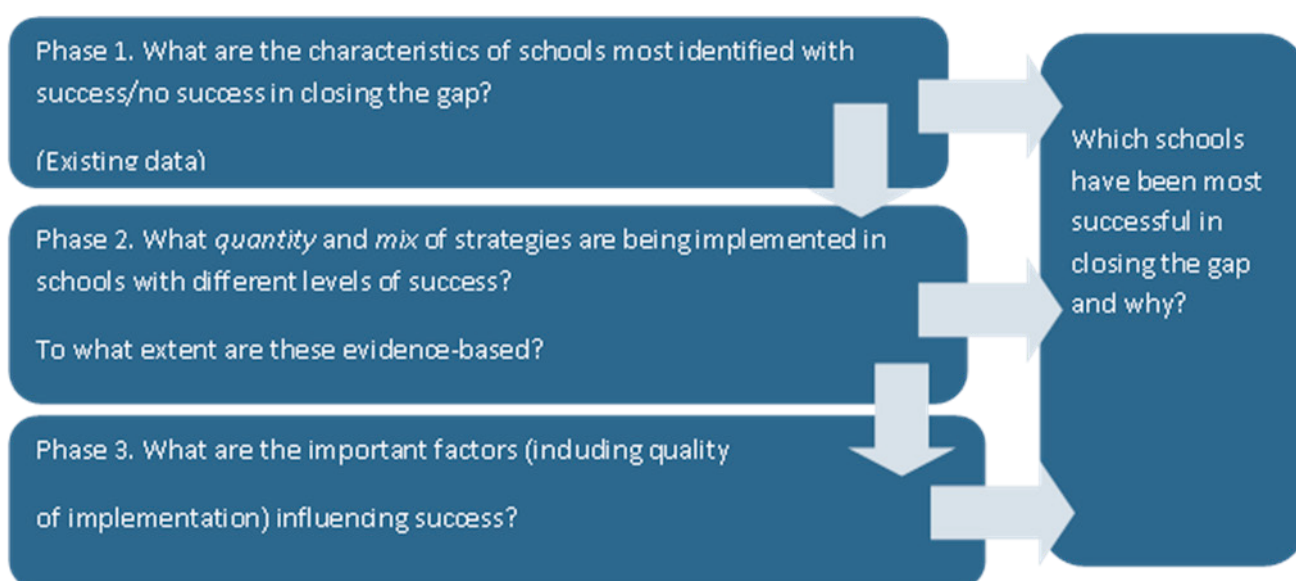 Phase 1. What are the characteristics of schools most identified with
success/no success in closing the gap?
(Existing data)
Phase 2. What quantity and mix of strategies are being implemented in
schools with different levels of success?
To what extent are these evidence-based?
Phase 3. What are the important factors (including quality
of implementation) influencing success?
Which schools
have been most
successful in
closing the gap
and why?